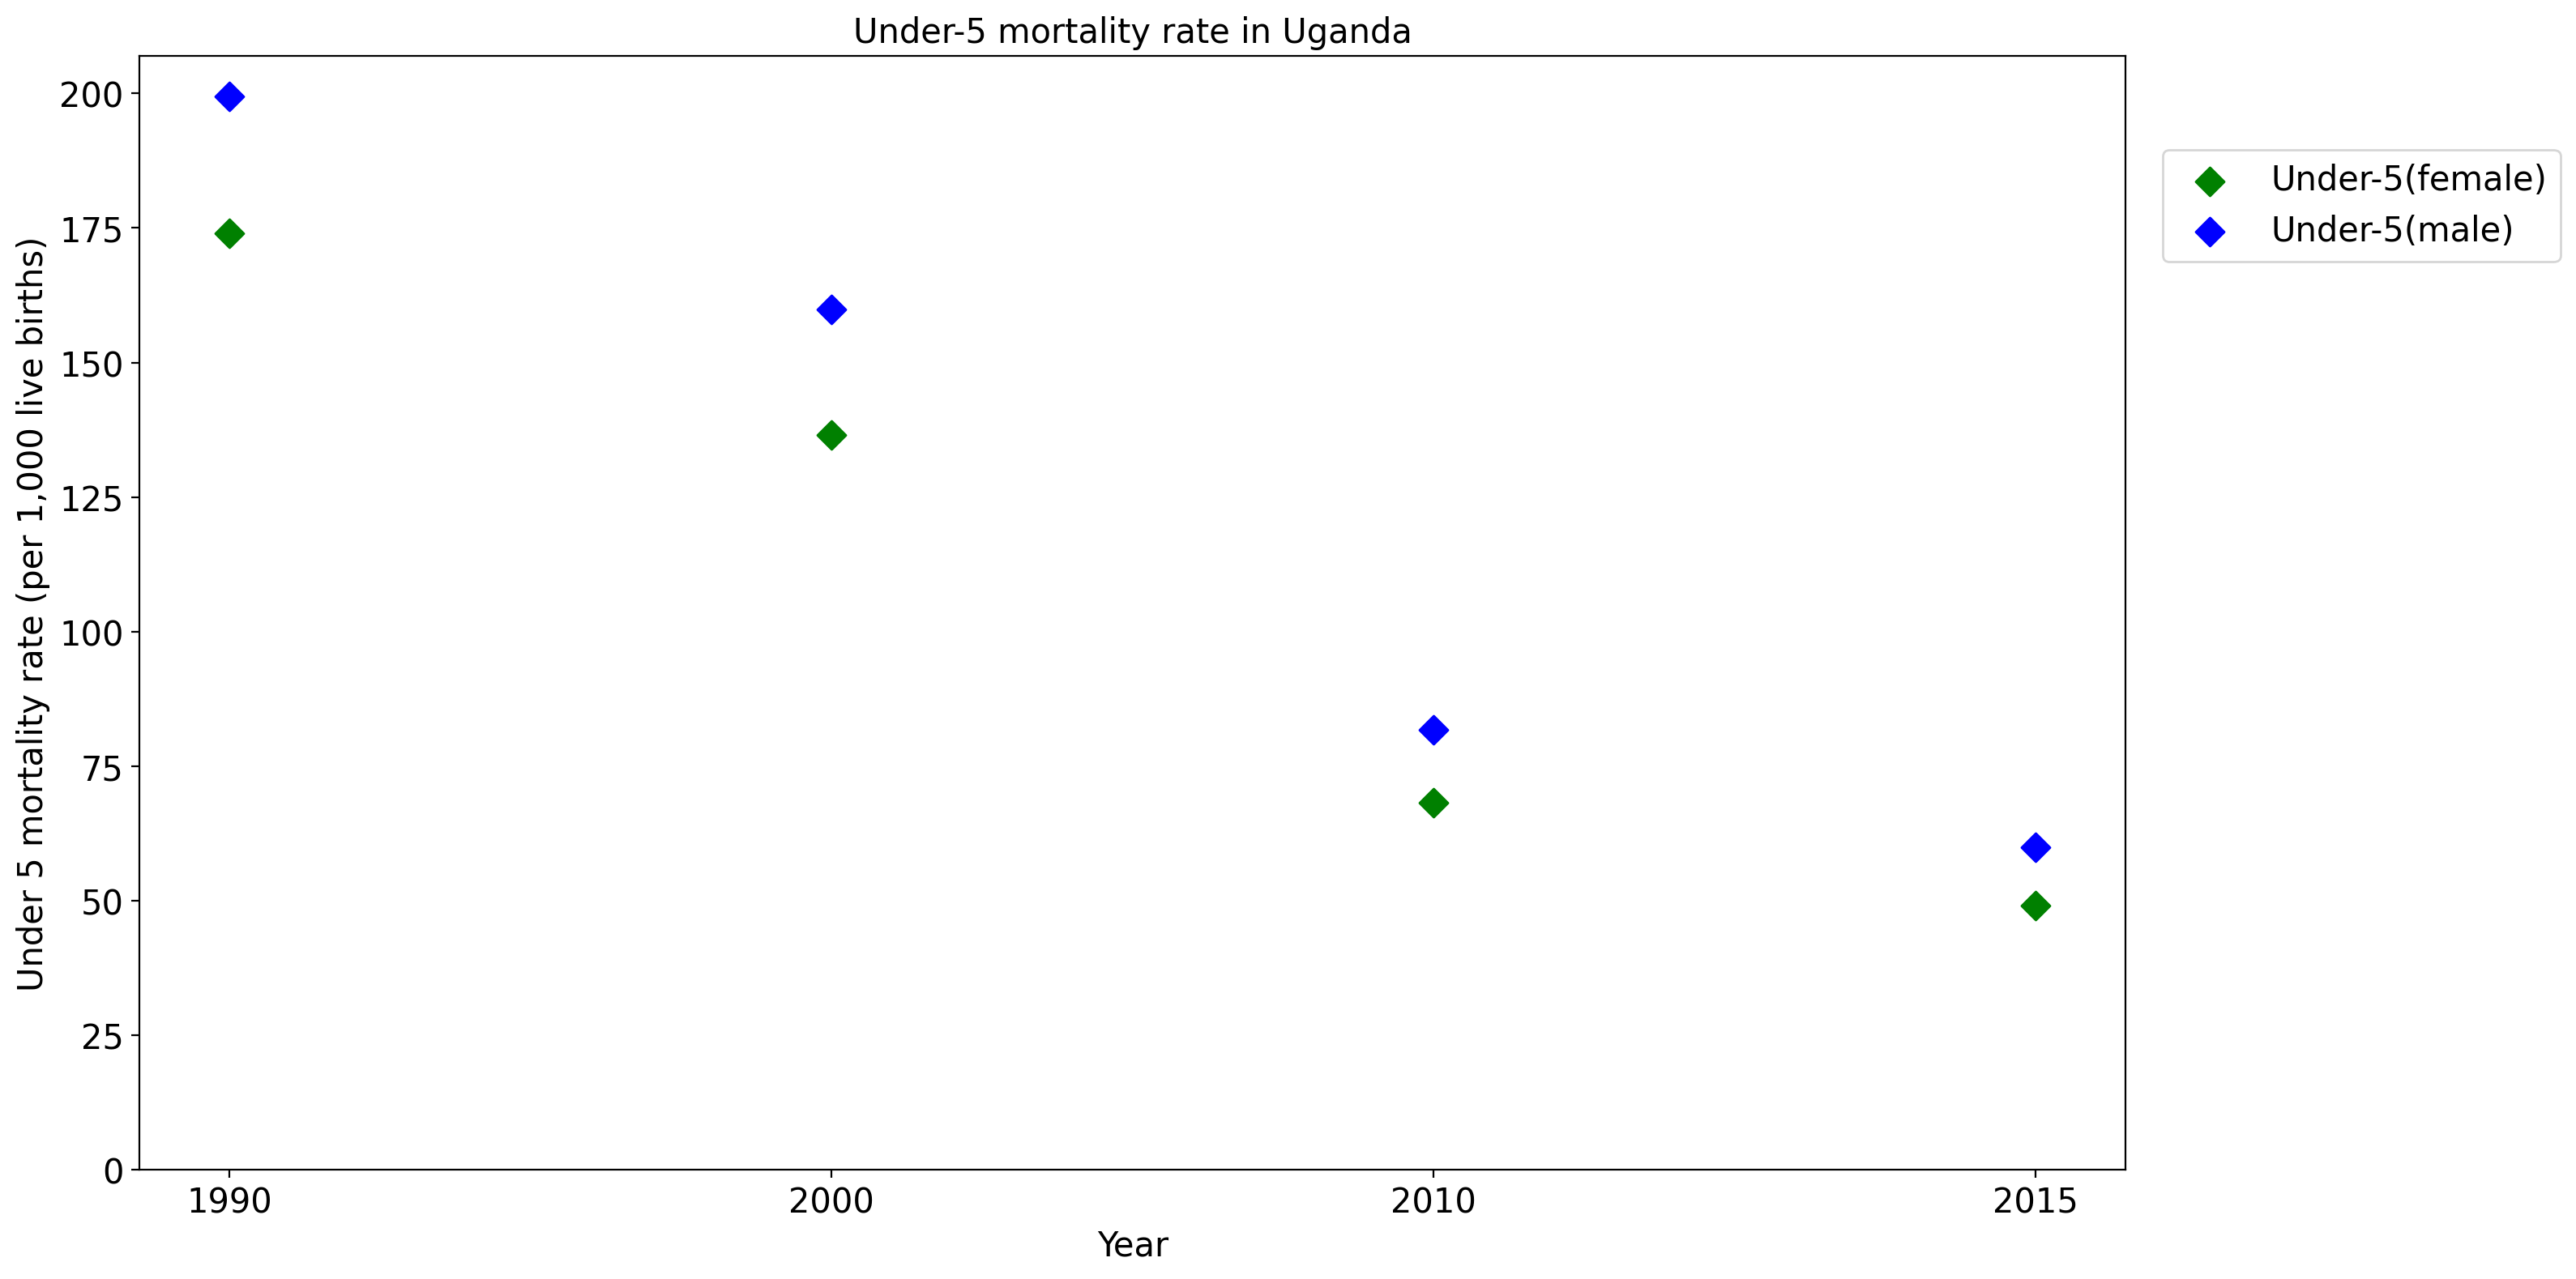 Under-5 mortality rate in Uganda
Under 5 mortality rate (per 1,000 live births)
200
175
150
125
100
75
50
25
0
1990 2000 2010 2015
Year
Under-5(female)
Under-5(male)